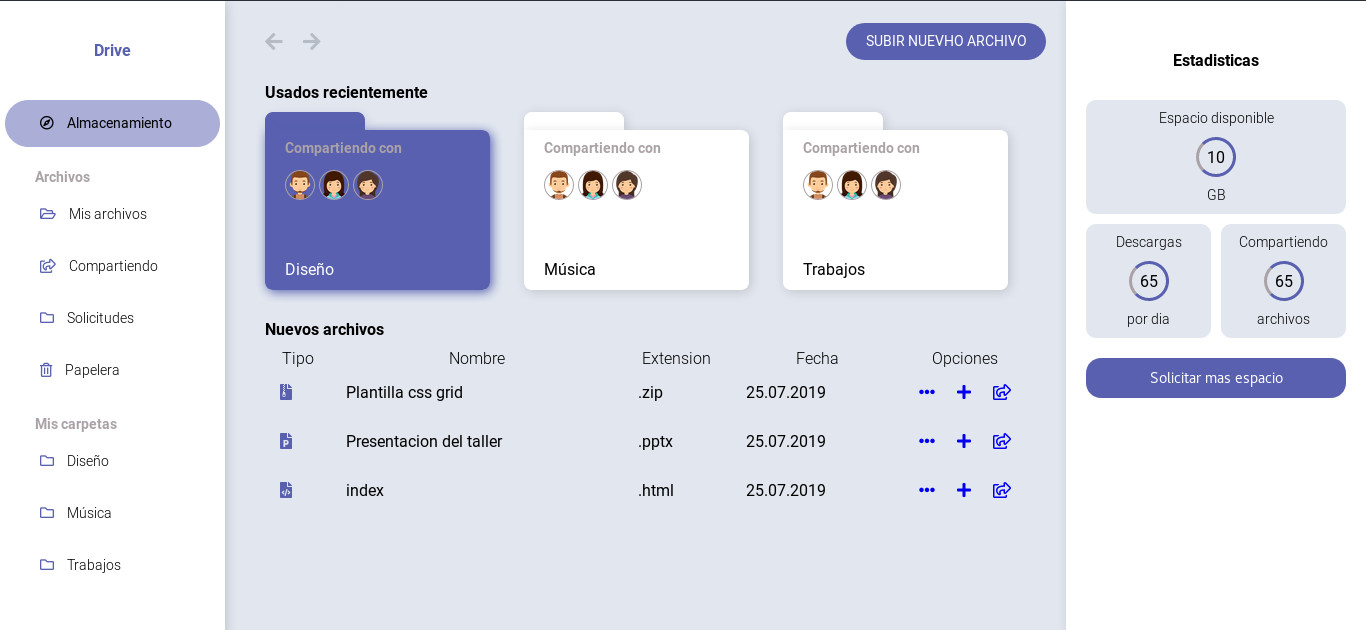 Drive
Almacenamiento
Archivos
Mis archivos
Compartiendo
Solicitudes
Papelera
Mis carpetas
Diseño
Música
Trabajos
SUBIR NUEVHO ARCHIVO
Usados recientemente
Compartiendo con
Diseño
Compartiendo con
Música
Compartiendo con
Trabajos
Nuevos archivos
Tipo Nombre Extension Fecha Opciones
Plantilla css grid .zip 25.07.2019
Presentacion del taller .pptx 25.07.2019
index .html 25.07.2019
Estadisticas
Espacio disponible
10
GB
Descargas
65
por dia
Compartiendo
65
archivos
Solicitar mas espacio